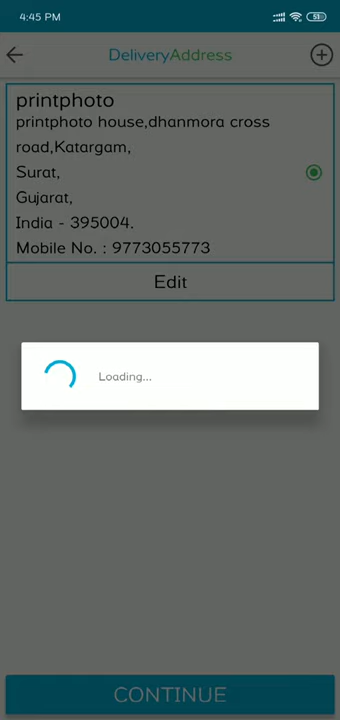 4:45 PM
51
DeliveryAddress
printphoto
printphoto house,dhanmora cross
road,Katargam,
Surat,
Gujarat,
India - 395004.
Mobile No. : 9773055773
Edit
Loading...
CONTINUE